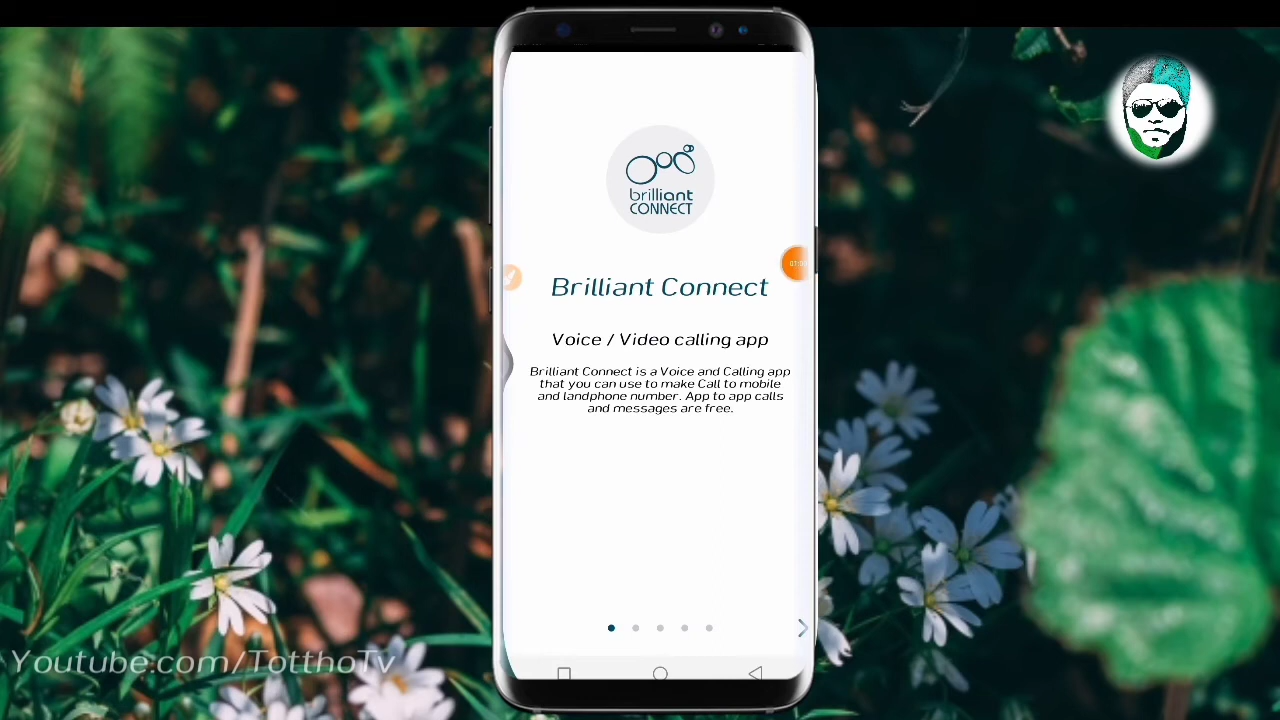 brilliant
CONNECT
Brilliant Connect
Voice / Video calling app
Brilliant Connect is a Voice and Calling app
that you can use to make Call to mobile
and landphone number. App to app calls
and messages are free.
Youtube.com/TotthoTv